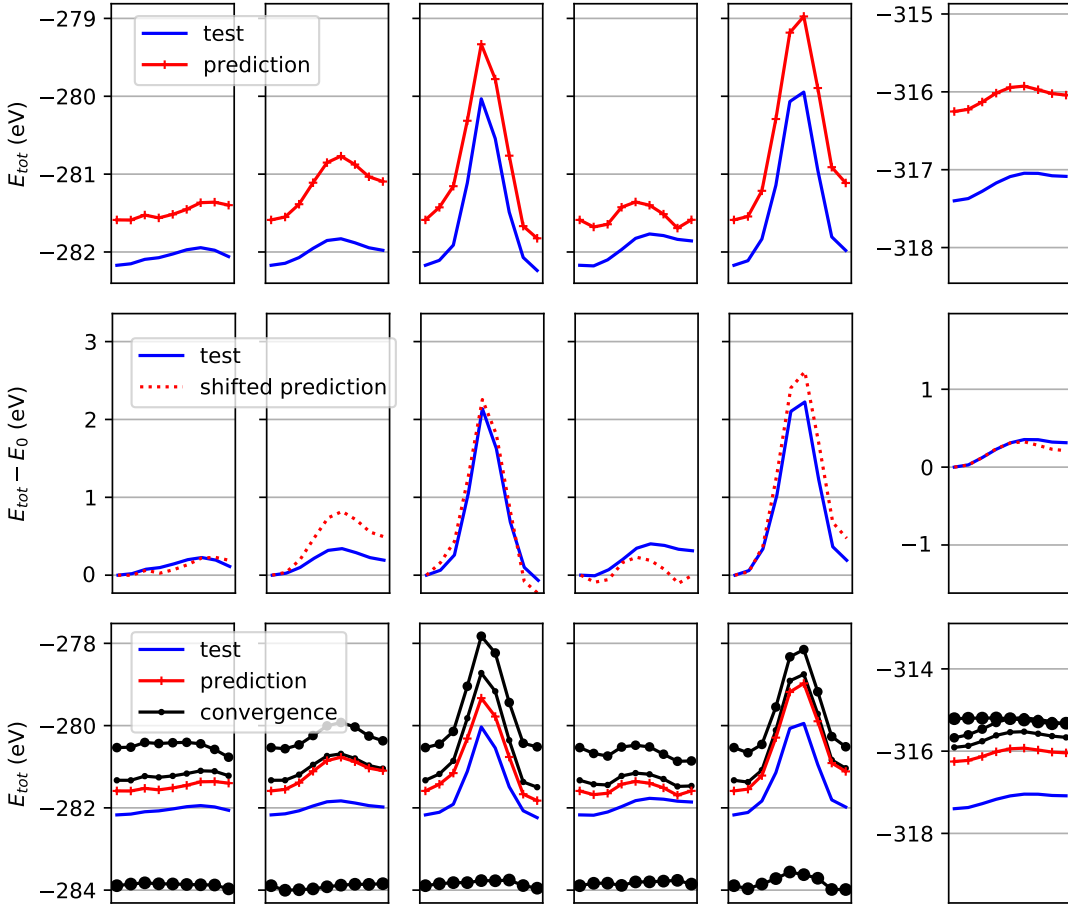 −279
−280
−281
−282
E_tot (eV)
test
prediction
−315
−316
−317
−318
3
2
1
0
E_tot − E_0 (eV)
test
shifted prediction
1
0
−1
−278
−280
−282
−284
E_tot (eV)
test
prediction
convergence
−314
−316
−318